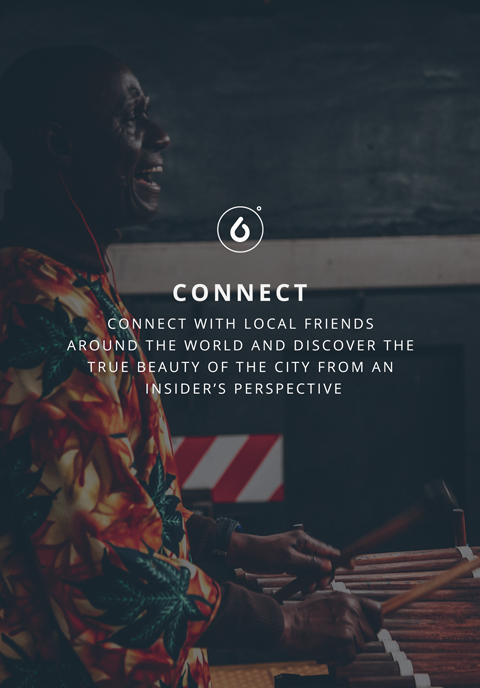 CONNECT
CONNECT WITH LOCAL FRIENDS
AROUND THE WORLD AND DISCOVER THE
TRUE BEAUTY OF THE CITY FROM AN
INSIDER’S PERSPECTIVE